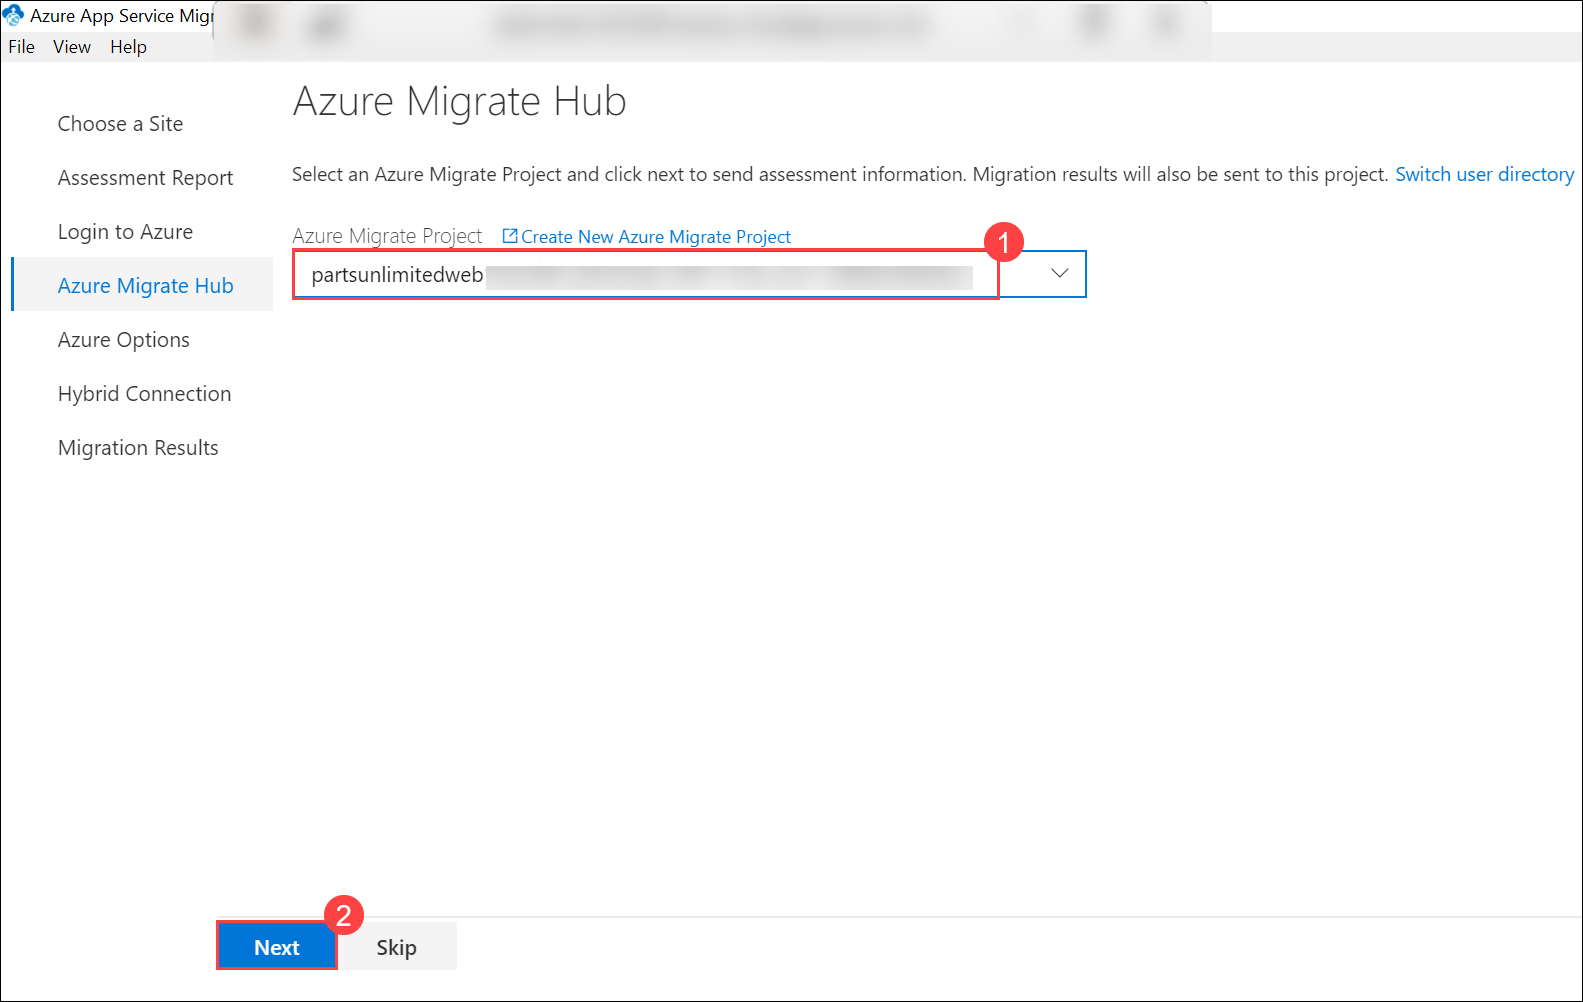 Azure App Service Migr
File View Help
Azure Migrate Hub
Choose a Site
Assessment Report
Login to Azure
Azure Migrate Hub
Azure Options
Hybrid Connection
Migration Results
Select an Azure Migrate Project and click next to send assessment information. Migration results will also be sent to this project. Switch user directory
Azure Migrate Project Create New Azure Migrate Project
1
partsunlimitedweb
2
Next Skip